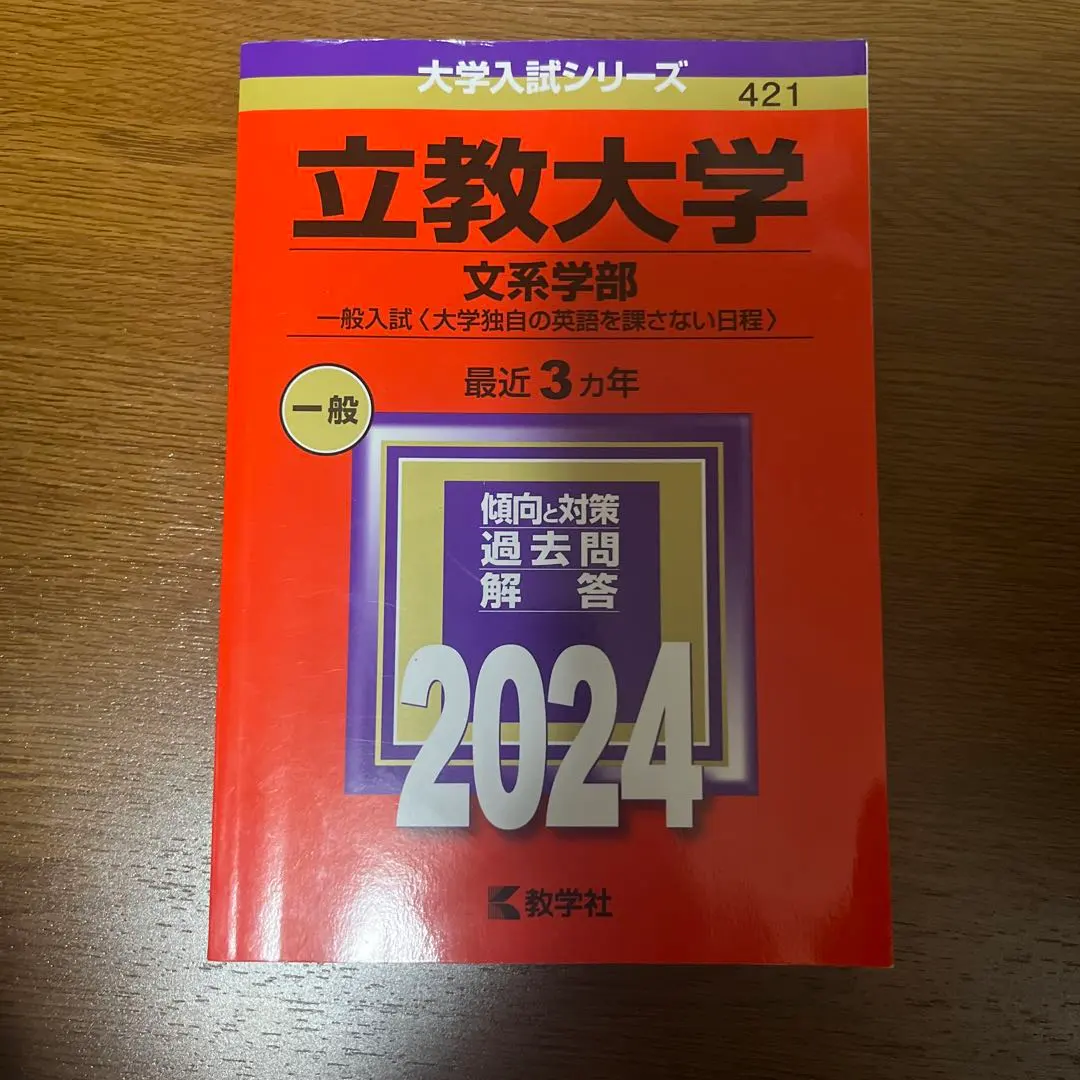 大学入試シリーズ
421
立教大学
文系学部
一般入試〈大学独自の英語を課さない日程〉
最近3カ年
一般
傾向と対策
過去問
解答
2024
教学社